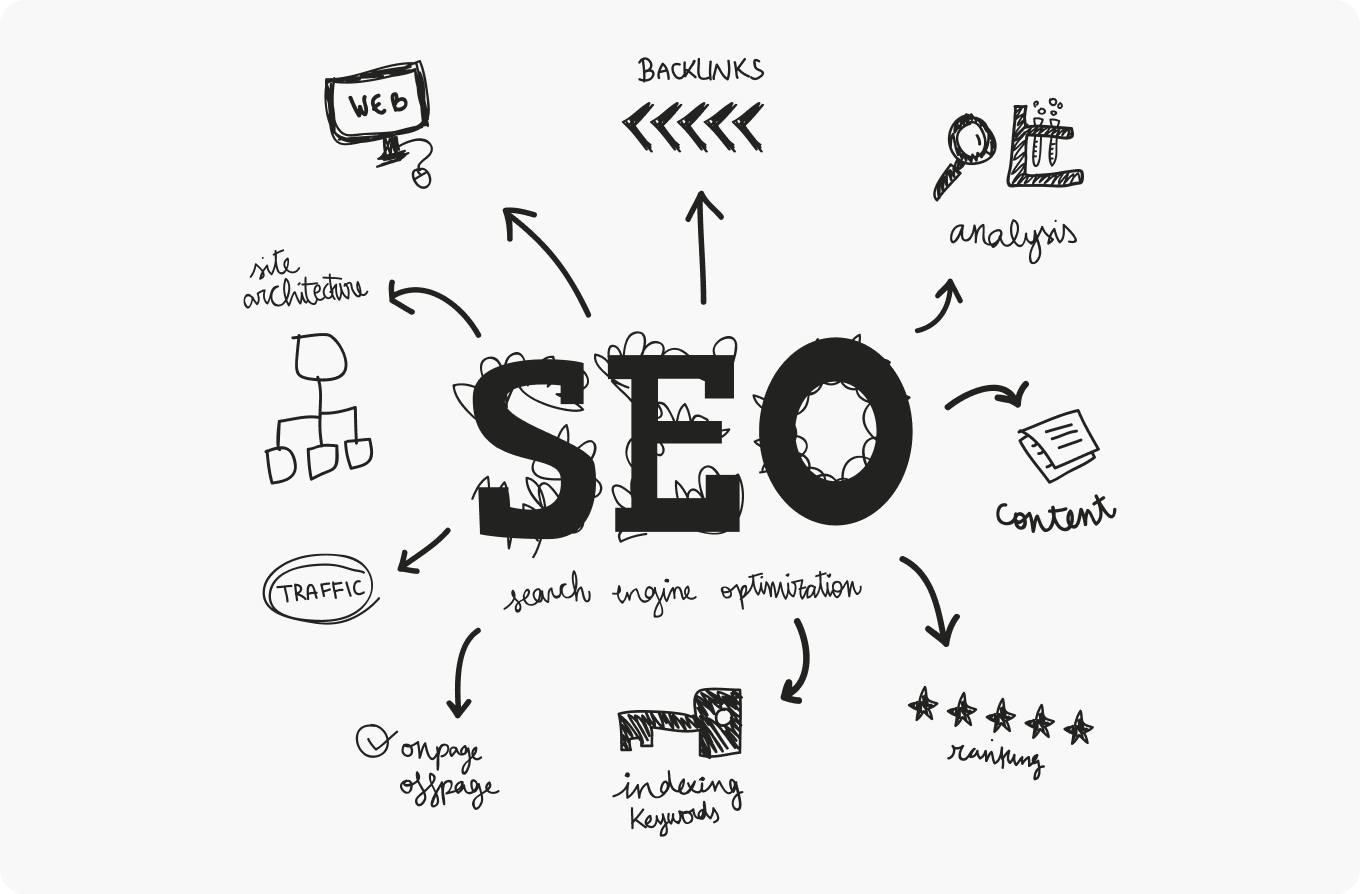 WEB
BACKLINKS
analysis
site
architecture
SEO
content
TRAFFIC
search engine optimization
onpage
offpage
indexing
Keywords
ranking